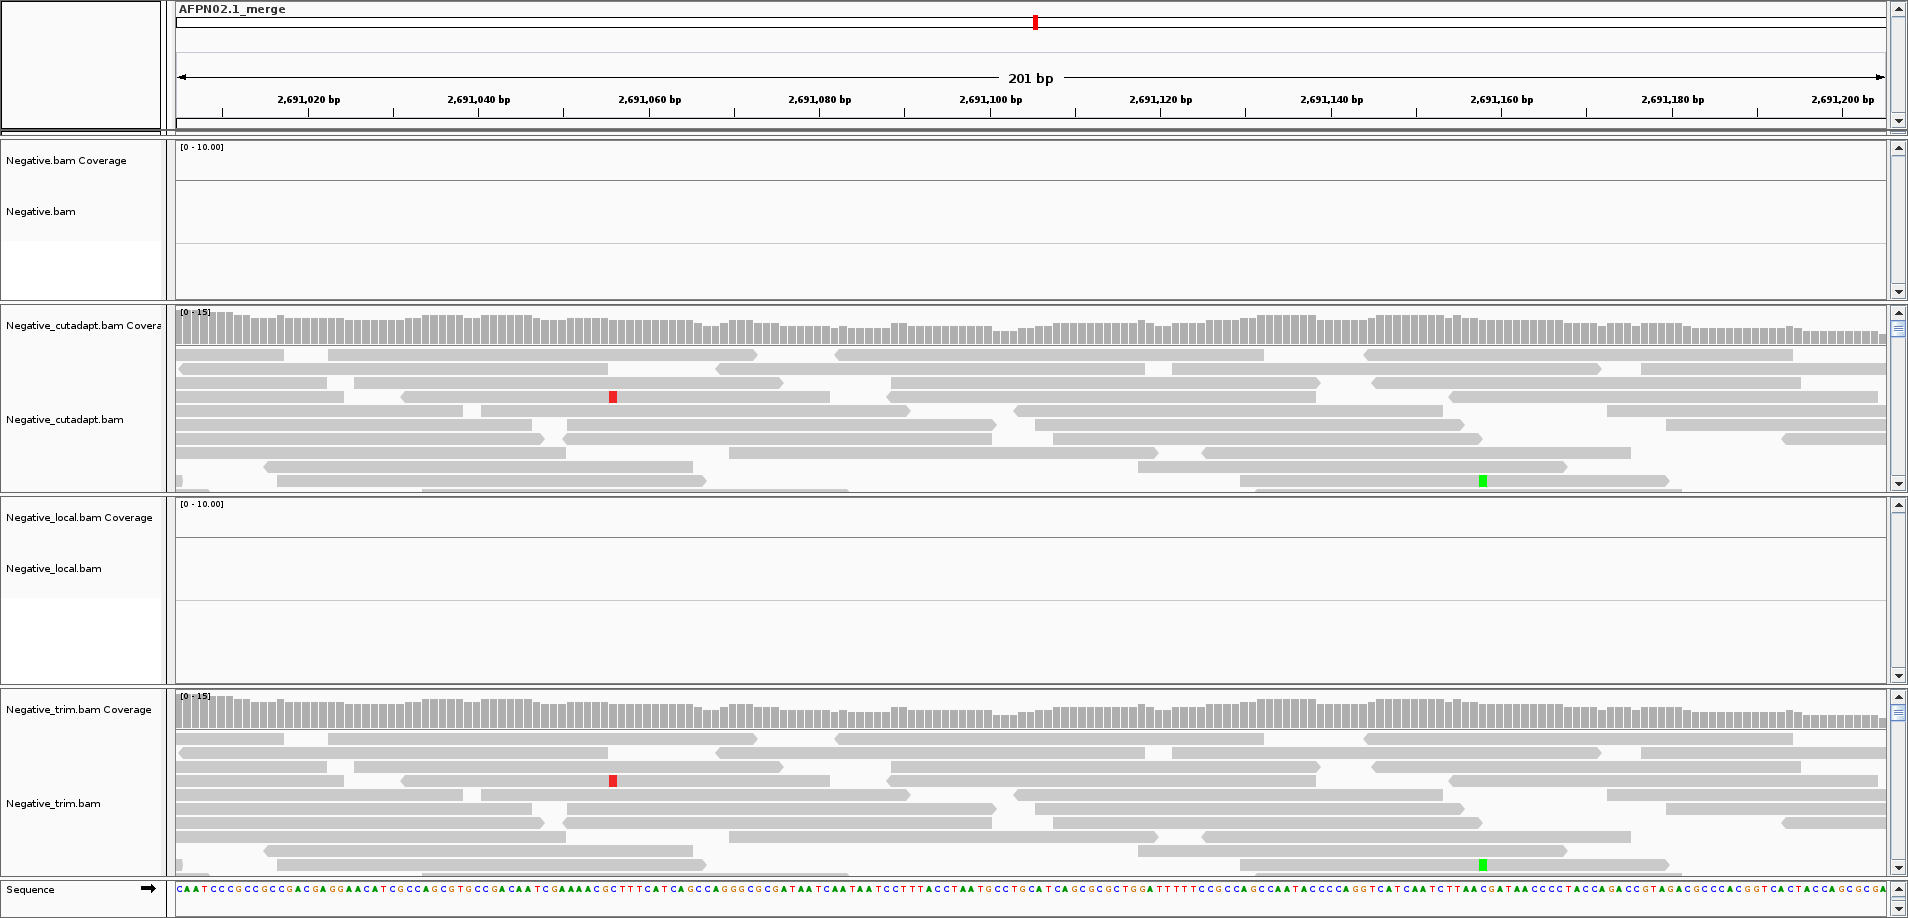 AFPN02.1_merge
201 bp
2,691,020 bp 2,691,040 bp 2,691,060 bp 2,691,080 bp 2,691,100 bp 2,691,120 bp 2,691,140 bp 2,691,160 bp 2,691,180 bp 2,691,200 bp
[0 - 10.00]
Negative.bam Coverage
Negative.bam
[0 - 15]
Negative_cutadapt.bam Covera
Negative_cutadapt.bam
[0 - 10.00]
Negative_local.bam Coverage
Negative_local.bam
[0 - 15]
Negative_trim.bam Coverage
Negative_trim.bam
Sequence CAATCCCGCCGCCGACGAGGAACATCGCCAGCGTGCCGACAATCGAAAACGCTTTCATCAGCCAGGGCGCGATAATCAATAATCCTTTACCTAATGCCTGCATCAGCGCGCTGGATTTTTCCGCCAGCCAATACCCCAGGTCATCAATCTTAACGATAACCCCTACCAGACCGTAGACGCCCACGGTCACTACCAGCGCGA